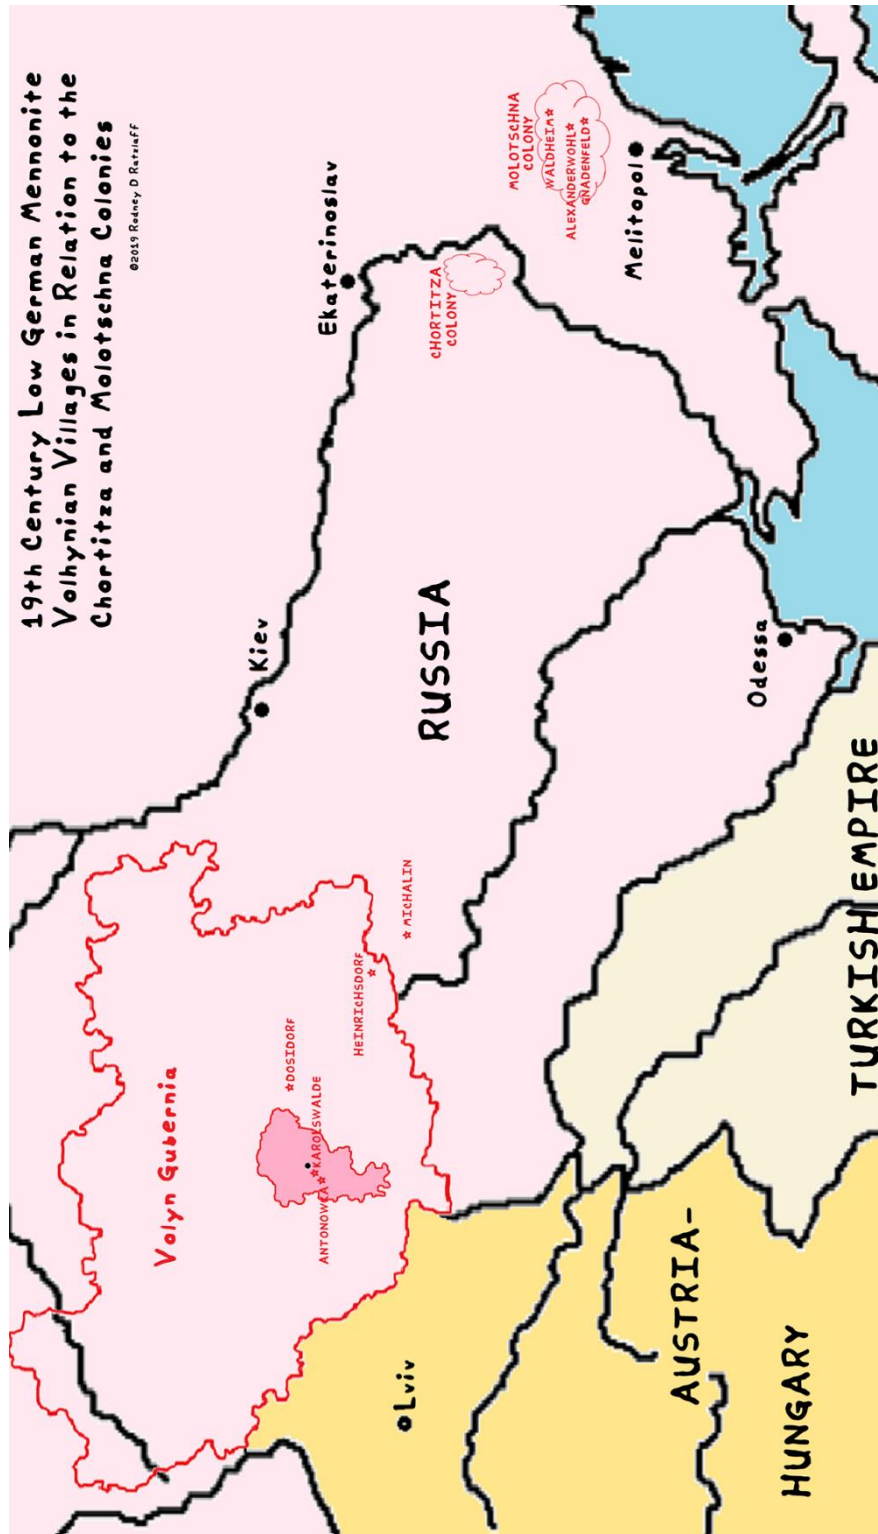 19th Century Low German Mennonite
Volhynian Villages in Relation to the
Chortitza and Molotschna Colonies
©2019 Rodney D Ratzlaff
Volyn Gubernia
DOSIDORF
KAROLSWALDE
ANTONOWKA
HEINRICHSDORF
MICHALIN
Kiev
Ekaterinoslav
CHORTITZA
COLONY
MOLOTSCHNA
COLONY
WALDHEIM
ALEXANDERWOHL
GNADENFELD
Melitopol
RUSSIA
Lviv
Odessa
AUSTRIA-
HUNGARY
TURKISH EMPIRE